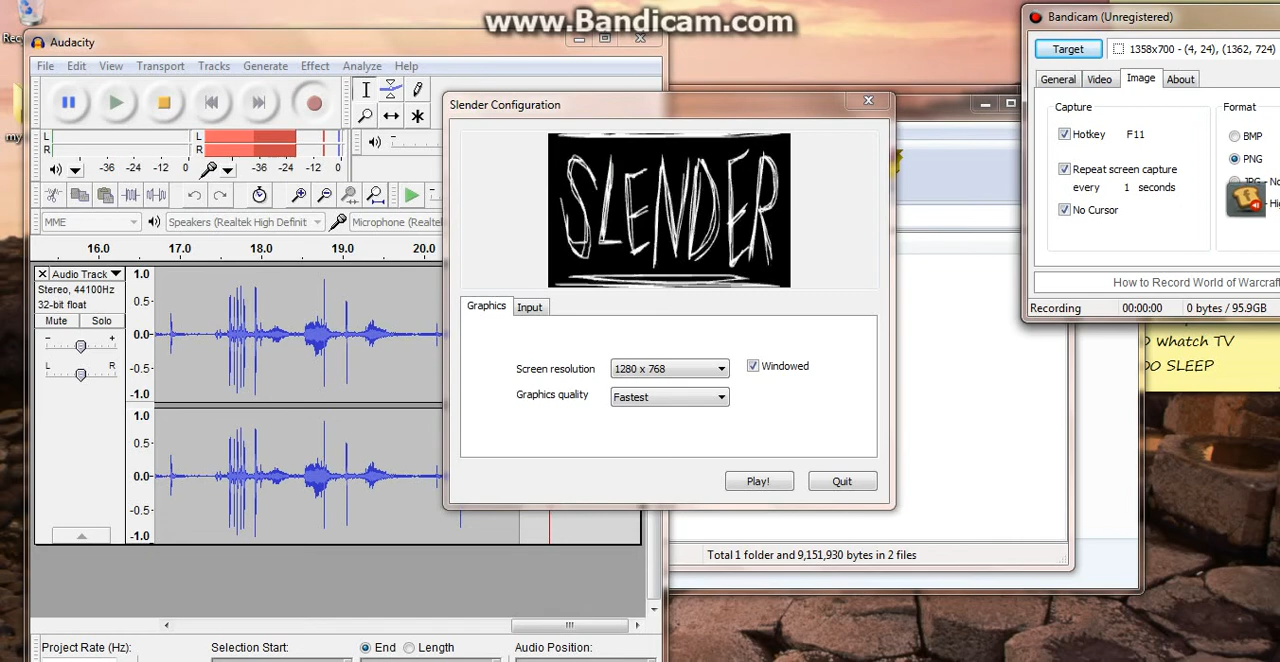 www.Bandicam.com
Audacity
File Edit View Transport Tracks Generate Effect Analyze Help
L
R
-36 -24 -12 0
L
R
-36 -24 -12 0
MME
Speakers (Realtek High Definit
Microphone (Realtek
16.0 17.0 18.0 19.0 20.0
Audio Track
Stereo, 44100Hz
32-bit float
Mute Solo
- +
L R
1.0
0.5
0.0
-0.5
-1.0
1.0
0.5
0.0
-0.5
-1.0
Project Rate (Hz):
Selection Start:
End
Length
Audio Position:
Slender Configuration
SLENDER
Graphics
Input
Screen resolution
1280 x 768
Windowed
Graphics quality
Fastest
Play!
Quit
Total 1 folder and 9,151,930 bytes in 2 files
Bandicam (Unregistered)
Target
1358x700 - (4, 24), (1362, 724)
General Video Image About
Capture
Hotkey F11
Repeat screen capture
every 1 seconds
No Cursor
Format
BMP
PNG
How to Record World of Warcraf
Recording
00:00:00
0 bytes / 95.9GB
whatch TV
DO SLEEP
my